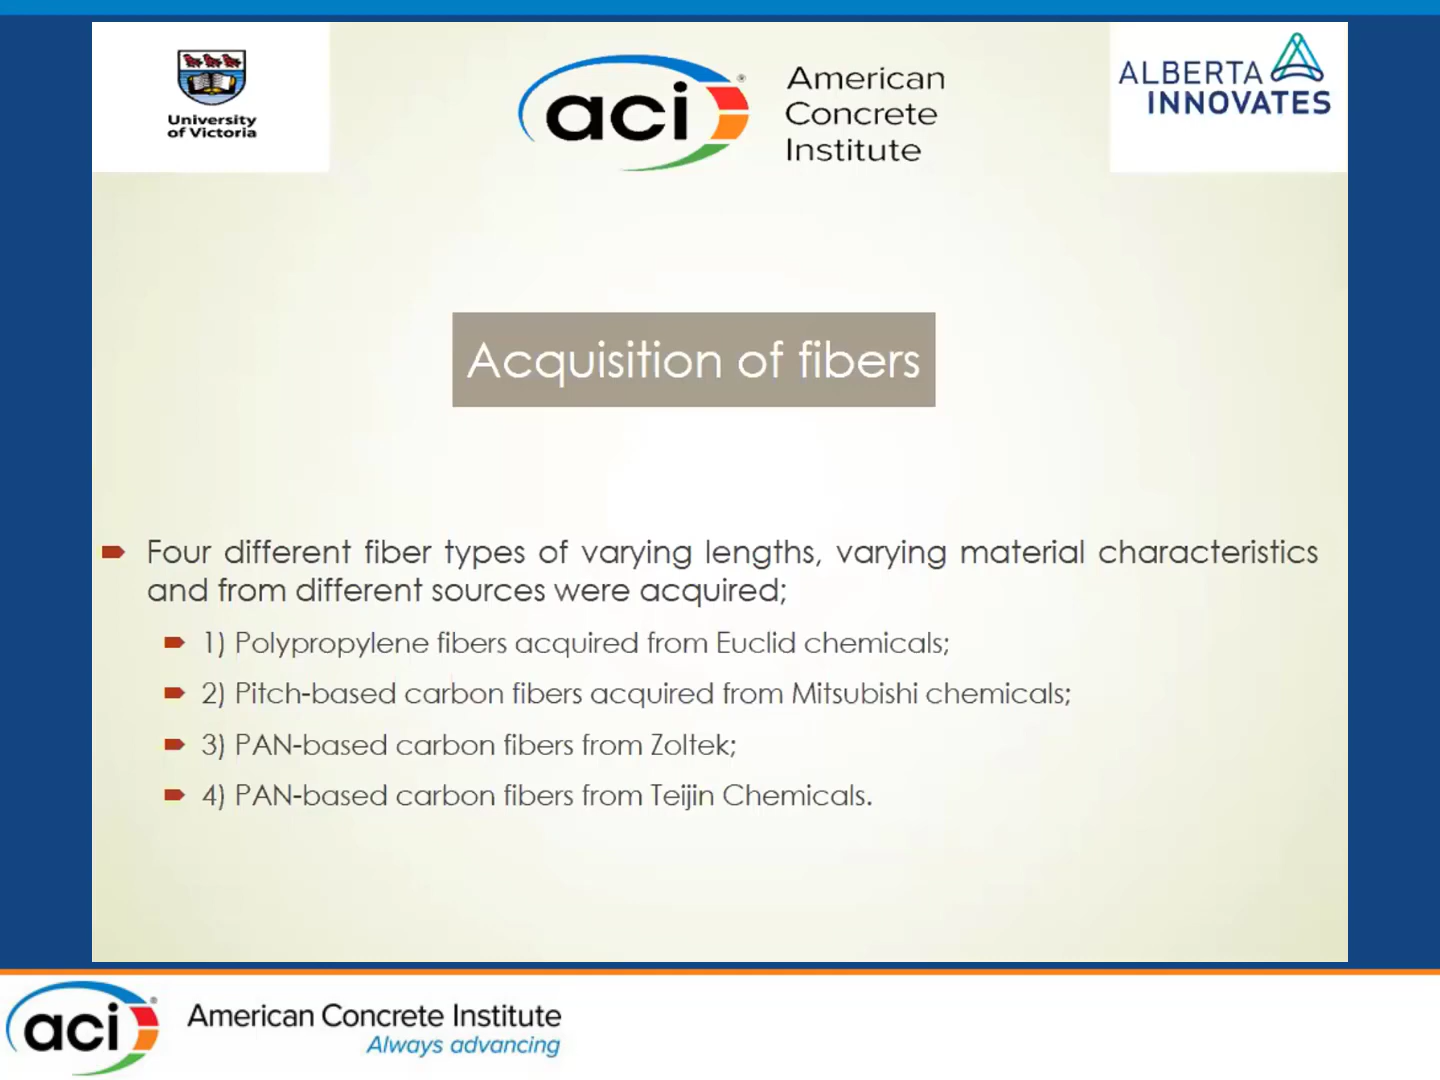 University
of Victoria
aci
American
Concrete
Institute
ALBERTA
INNOVATES
Acquisition of fibers
Four different fiber types of varying lengths, varying material characteristics
and from different sources were acquired;
1) Polypropylene fibers acquired from Euclid chemicals;
2) Pitch-based carbon fibers acquired from Mitsubishi chemicals;
3) PAN-based carbon fibers from Zoltek;
4) PAN-based carbon fibers from Teijin Chemicals.
aci
American Concrete Institute
Always advancing